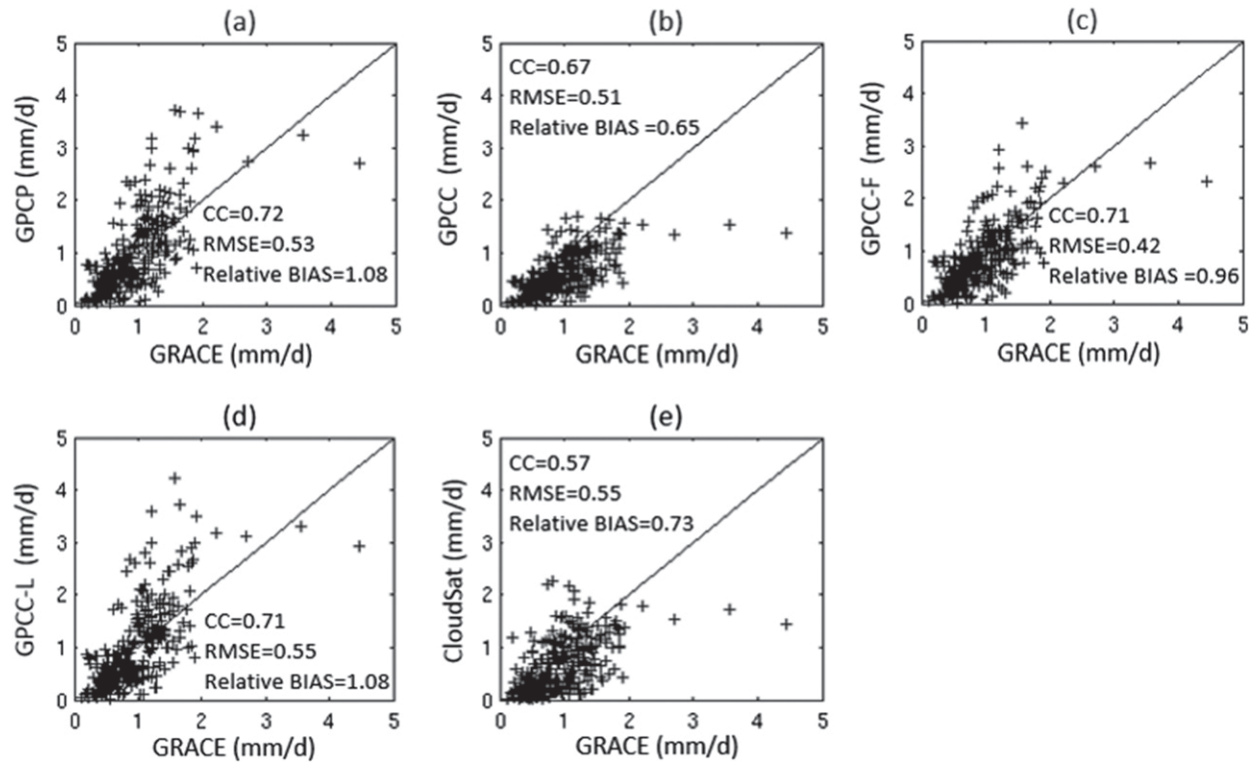 (a)
5
4
3
2
1
0
GPCP (mm/d)
CC=0.72
RMSE=0.53
Relative BIAS=1.08
0 1 2 3 4 5
GRACE (mm/d)
(b)
5
4
3
2
1
0
GPCC (mm/d)
CC=0.67
RMSE=0.51
Relative BIAS =0.65
0 1 2 3 4 5
GRACE (mm/d)
(c)
5
4
3
2
1
0
GPCC-F (mm/d)
CC=0.71
RMSE=0.42
Relative BIAS =0.96
0 1 2 3 4 5
GRACE (mm/d)
(d)
5
4
3
2
1
0
GPCC-L (mm/d)
CC=0.71
RMSE=0.55
Relative BIAS=1.08
0 1 2 3 4 5
GRACE (mm/d)
(e)
5
4
3
2
1
0
CloudSat (mm/d)
CC=0.57
RMSE=0.55
Relative BIAS=0.73
0 1 2 3 4 5
GRACE (mm/d)